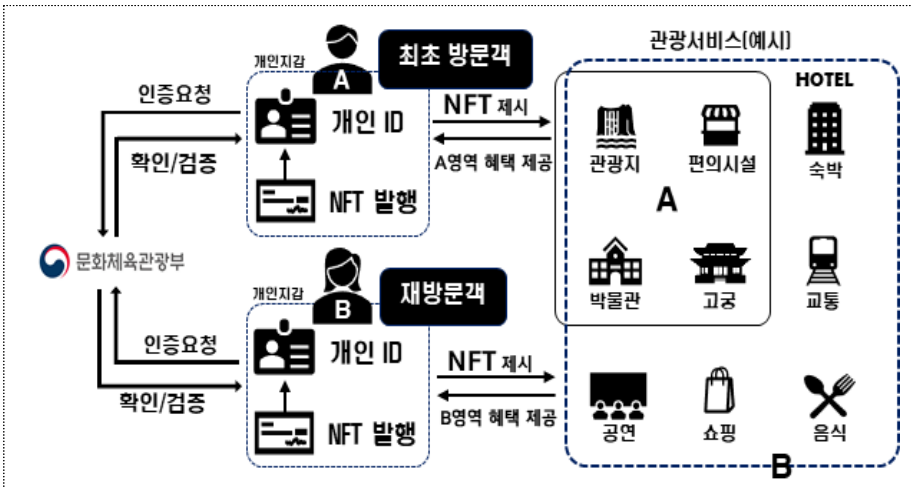 관광서비스(예시)
개인지갑
A
최초 방문객
인증요청
개인 ID
NFT 제시
HOTEL
확인/검증
A영역 혜택 제공
관광지
편의시설
숙박
NFT 발행
A
문화체육관광부
박물관
고궁
교통
개인지갑
B
재방문객
인증요청
개인 ID
NFT 제시
확인/검증
B영역 혜택 제공
NFT 발행
공연
쇼핑
음식
B